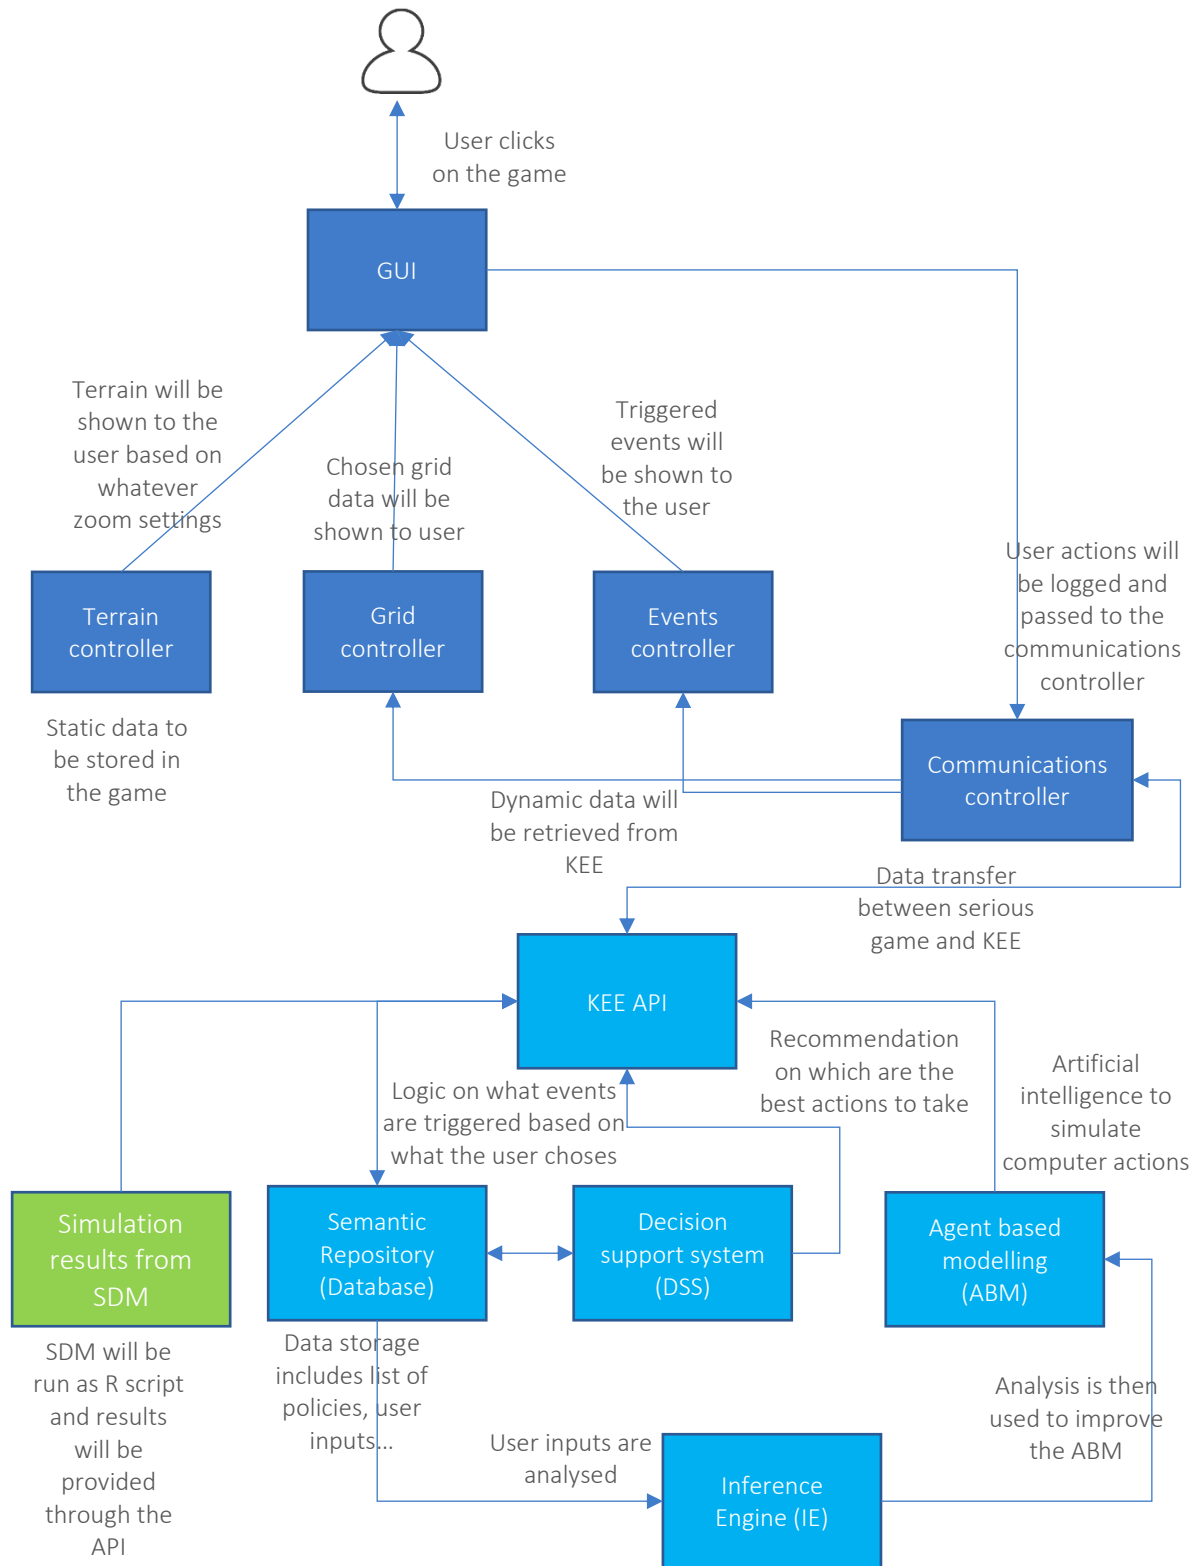 User clicks
on the game
GUI
Terrain will be
shown to the
user based on
whatever
zoom settings
Chosen grid
data will be
shown to user
Triggered
events will
be shown to
the user
User actions will
be logged and
passed to the
communications
controller
Terrain
controller
Grid
controller
Events
controller
Static data to
be stored in
the game
Communications
controller
Dynamic data will
be retrieved from
KEE
Data transfer
between serious
game and KEE
KEE API
Recommendation
on which are the
best actions to take
Artificial
intelligence to
simulate
computer actions
Logic on what events
are triggered based on
what the user choses
Simulation
results from
SDM
Semantic
Repository
(Database)
Decision
support system
(DSS)
Agent based
modelling
(ABM)
SDM will be
run as R script
and results
will be
provided
through the
API
Data storage
includes list of
policies, user
inputs...
User inputs are
analysed
Analysis is then
used to improve
the ABM
Inference
Engine (IE)